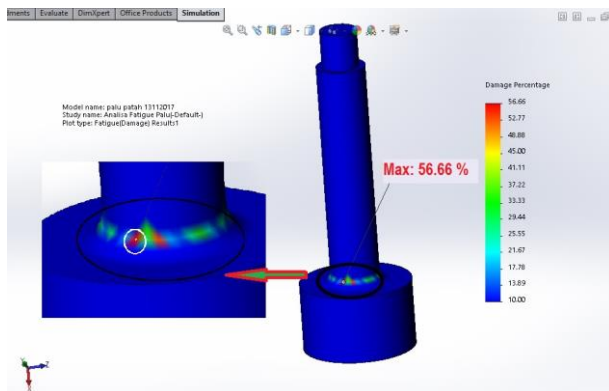 Evaluate
DimXpert
Office Products
Simulation
Model name: palu patah 13112017
Study name: Analisa Fatigue Palu(-Default-)
Plot type: Fatigue(Damage) Results1
Max: 56.66 %
Damage Percentage
56.66
52.77
48.88
45.00
41.11
37.22
33.33
29.44
25.55
21.67
17.78
13.89
10.00